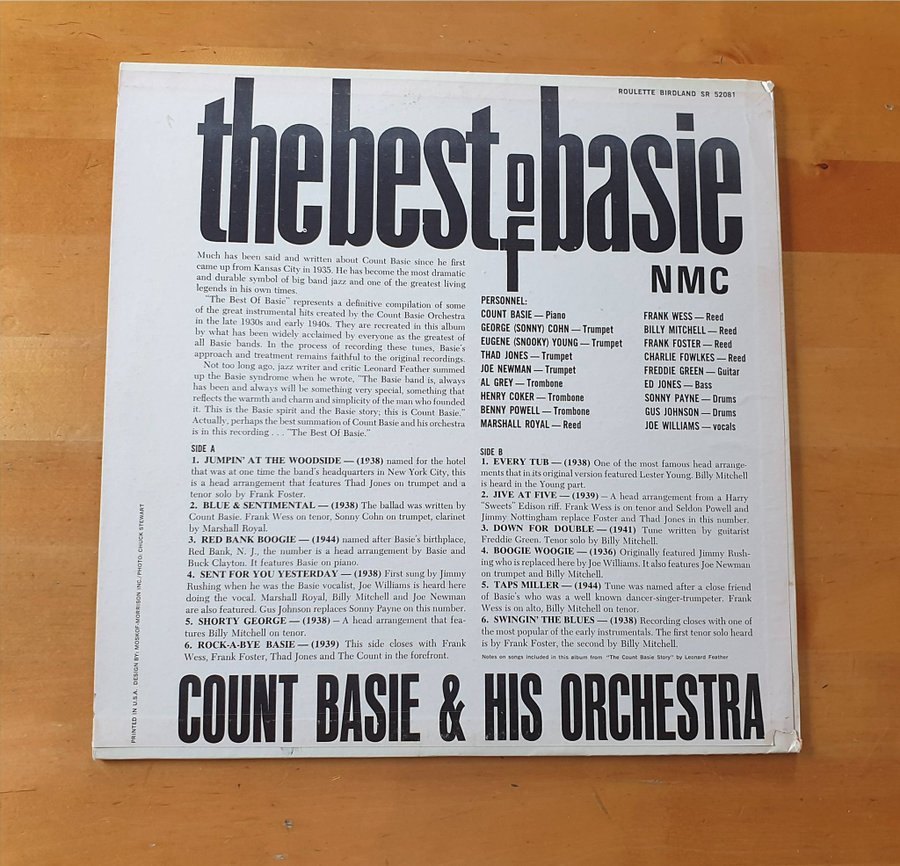 ROULETTE BIRDLAND SR 52081
the best of basie
NMC
Much has been said and written about Count Basie since he first
came up from Kansas City in 1935. He has become the most dramatic
and durable symbol of big band jazz and one of the greatest living
legends in his own times.
"The Best Of Basie" represents a definitive compilation of some
of the great instrumental hits created by the Count Basie Orchestra
in the late 1930s and early 1940s. They are recreated in this album
by what has been widely acclaimed by everyone as the greatest of
all Basie bands. In the process of recording these tunes, Basie's
approach and treatment remains faithful to the original recordings.
Not too long ago, jazz writer and critic Leonard Feather summed
up the Basie syndrome when he wrote, "The Basie band is, always
has been and always will be something very special, something that
reflects the warmth and charm and simplicity of the man who founded
it. This is the Basie spirit and the Basie story; this is Count Basie."
Actually, perhaps the best summation of Count Basie and his orchestra
is in this recording . . . "The Best Of Basie."
PERSONNEL:
COUNT BASIE — Piano
GEORGE (SONNY) COHN — Trumpet
EUGENE (SNOOKY) YOUNG — Trumpet
THAD JONES — Trumpet
JOE NEWMAN — Trumpet
AL GREY — Trombone
HENRY COKER — Trombone
BENNY POWELL — Trombone
MARSHALL ROYAL — Reed
FRANK WESS — Reed
BILLY MITCHELL — Reed
FRANK FOSTER — Reed
CHARLIE FOWLKES — Reed
FREDDIE GREEN — Guitar
ED JONES — Bass
SONNY PAYNE — Drums
GUS JOHNSON — Drums
JOE WILLIAMS — vocals
SIDE A
1. JUMPIN' AT THE WOODSIDE — (1938) named for the hotel
that was at one time the band's headquarters in New York City, this
is a head arrangement that features Thad Jones on trumpet and a
tenor solo by Frank Foster.
2. BLUE & SENTIMENTAL — (1938) The ballad was written by
Count Basie. Frank Wess on tenor, Sonny Cohn on trumpet, clarinet
by Marshall Royal.
3. RED BANK BOOGIE — (1944) named after Basie's birthplace,
Red Bank, N. J., the number is a head arrangement by Basie and
Buck Clayton. It features Basie on piano.
4. SENT FOR YOU YESTERDAY — (1938) First sung by Jimmy
Rushing when he was the Basie vocalist, Joe Williams is heard here
doing the vocal. Marshall Royal, Billy Mitchell and Joe Newman
are also featured. Gus Johnson replaces Sonny Payne on this number.
5. SHORTY GEORGE — (1938) – A head arrangement that fea-
tures Billy Mitchell on tenor.
6. ROCK-A-BYE BASIE — (1939) This side closes with Frank
Wess, Frank Foster, Thad Jones and The Count in the forefront.
SIDE B
1. EVERY TUB — (1938) One of the most famous head arrange-
ments that in its original version featured Lester Young. Billy Mitchell
is heard in the Young part.
2. JIVE AT FIVE — (1939) – A head arrangement from a Harry
"Sweets" Edison riff. Frank Wess is on tenor and Seldon Powell and
Jimmy Nottingham replace Foster and Thad Jones in this number.
3. DOWN FOR DOUBLE — (1941) Tune written by guitarist
Freddie Green. Tenor solo by Billy Mitchell.
4. BOOGIE WOOGIE — (1936) Originally featured Jimmy Rush-
ing who is replaced here by Joe Williams. It also features Joe Newman
on trumpet and Billy Mitchell.
5. TAPS MILLER — (1944) Tune was named after a close friend
of Basie's who was a well known dancer-singer-trumpeter. Frank
Wess is on alto, Billy Mitchell on tenor.
6. SWINGIN' THE BLUES — (1938) Recording closes with one of
the most popular of the early instrumentals. The first tenor solo heard
is by Frank Foster, the second by Billy Mitchell.
Notes on songs included in this album from "The Count Basie Story" by Leonard Feather
PRINTED IN U.S.A. DESIGN BY: MOSKOF-MORRISON INC./PHOTO: CHUCK STEWART
COUNT BASIE & HIS ORCHESTRA